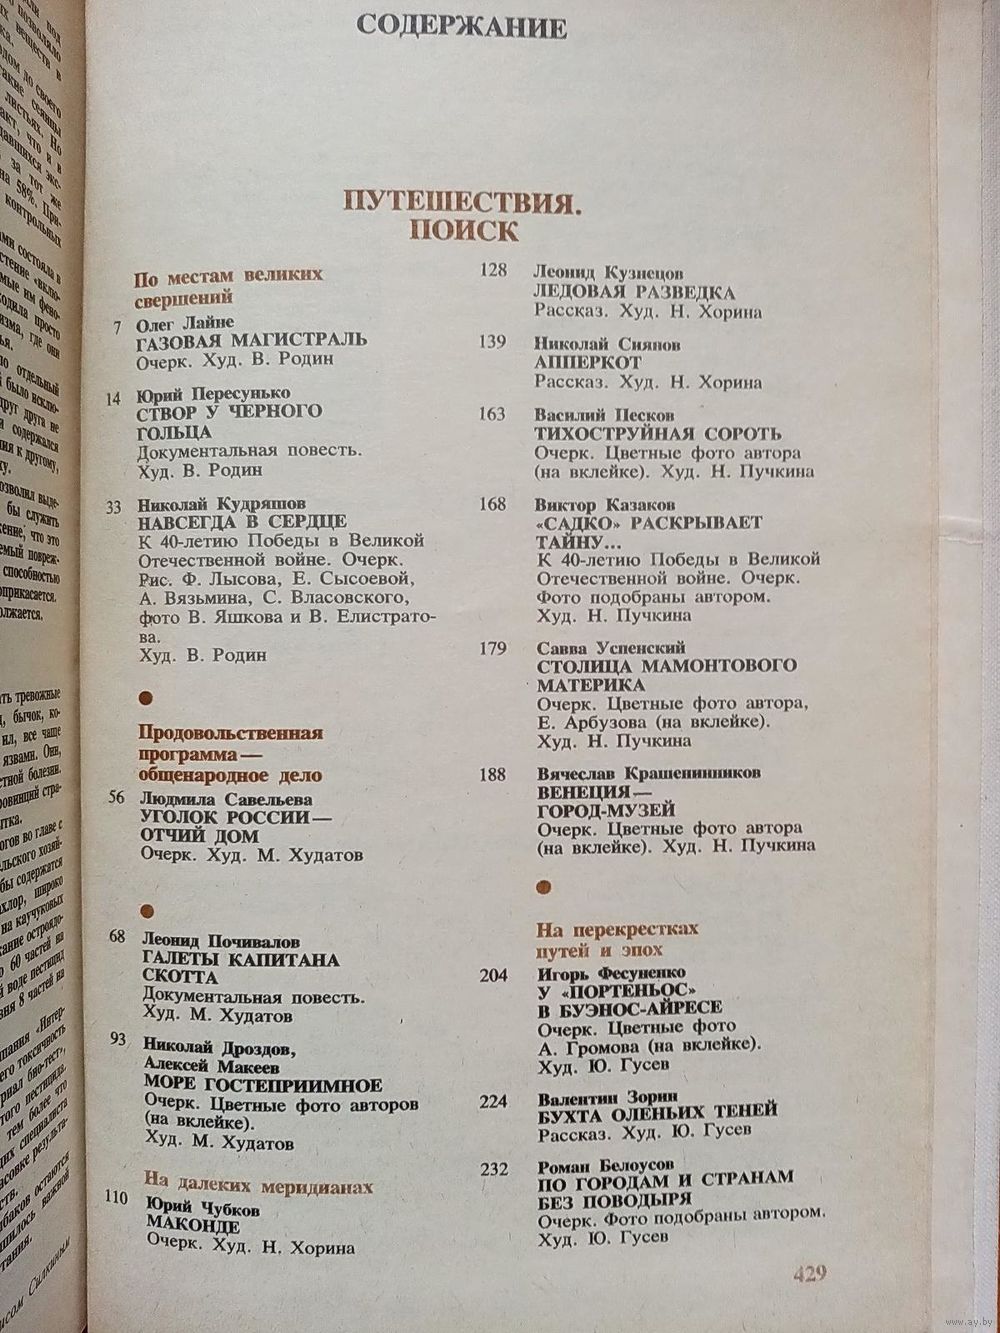 СОДЕРЖАНИЕ
ПУТЕШЕСТВИЯ.
ПОИСК
По местам великих
свершений
7 Олег Лайне
ГАЗОВАЯ МАГИСТРАЛЬ
Очерк. Худ. В. Родин
14 Юрий Пересунько
СТВОР У ЧЕРНОГО
ГОЛЬЦА
Документальная повесть.
Худ. В. Родин
33 Николай Кудряшов
НАВСЕГДА В СЕРДЦЕ
К 40-летию Победы в Великой
Отечественной войне. Очерк.
Рис. Ф. Лысова, Е. Сысоевой,
А. Вязьмина, С. Власовского,
фото В. Яшкова и В. Елистрато-
ва.
Худ. В. Родин
Продовольственная
программа —
общенародное дело
56 Людмила Савельева
УГОЛОК РОССИИ —
ОТЧИЙ ДОМ
Очерк. Худ. М. Худатов
68 Леонид Почивалов
ГАЛЕТЫ КАПИТАНА
СКОТТА
Документальная повесть.
Худ. М. Худатов
93 Николай Дроздов,
Алексей Макеев
МОРЕ ГОСТЕПРИИМНОЕ
Очерк. Цветные фото авторов
(на вклейке).
Худ. М. Худатов
На далеких меридианах
110 Юрий Чубков
МАКОНДЕ
Очерк. Худ. Н. Хорина
128 Леонид Кузнецов
ЛЕДОВАЯ РАЗВЕДКА
Рассказ. Худ. Н. Хорина
139 Николай Сиянов
АППЕРКОТ
Рассказ. Худ. Н. Хорина
163 Василий Песков
ТИХОСТРУЙНАЯ СОРОТЬ
Очерк. Цветные фото автора
(на вклейке). Худ. Н. Пучкина
168 Виктор Казаков
«САДКО» РАСКРЫВАЕТ
ТАЙНУ...
К 40-летию Победы в Великой
Отечественной войне. Очерк.
Фото подобраны автором.
Худ. Н. Пучкина
179 Савва Успенский
СТОЛИЦА МАМОНТОВОГО
МАТЕРИКА
Очерк. Цветные фото автора,
Е. Арбузова (на вклейке).
Худ. Н. Пучкина
188 Вячеслав Крашенинников
ВЕНЕЦИЯ —
ГОРОД-МУЗЕЙ
Очерк. Цветные фото автора
(на вклейке). Худ. Н. Пучкина
На перекрестках
путей и эпох
204 Игорь Фесуненко
У «ПОРТЕНЬОС»
В БУЭНОС-АЙРЕСЕ
Очерк. Цветные фото
А. Громова (на вклейке).
Худ. Ю. Гусев
224 Валентин Зорин
БУХТА ОЛЕНЬИХ ТЕНЕЙ
Рассказ. Худ. Ю. Гусев
232 Роман Белоусов
ПО ГОРОДАМ И СТРАНАМ
БЕЗ ПОВОДЫРЯ
Очерк. Фото подобраны автором.
Худ. Ю. Гусев
429
www.ay.by